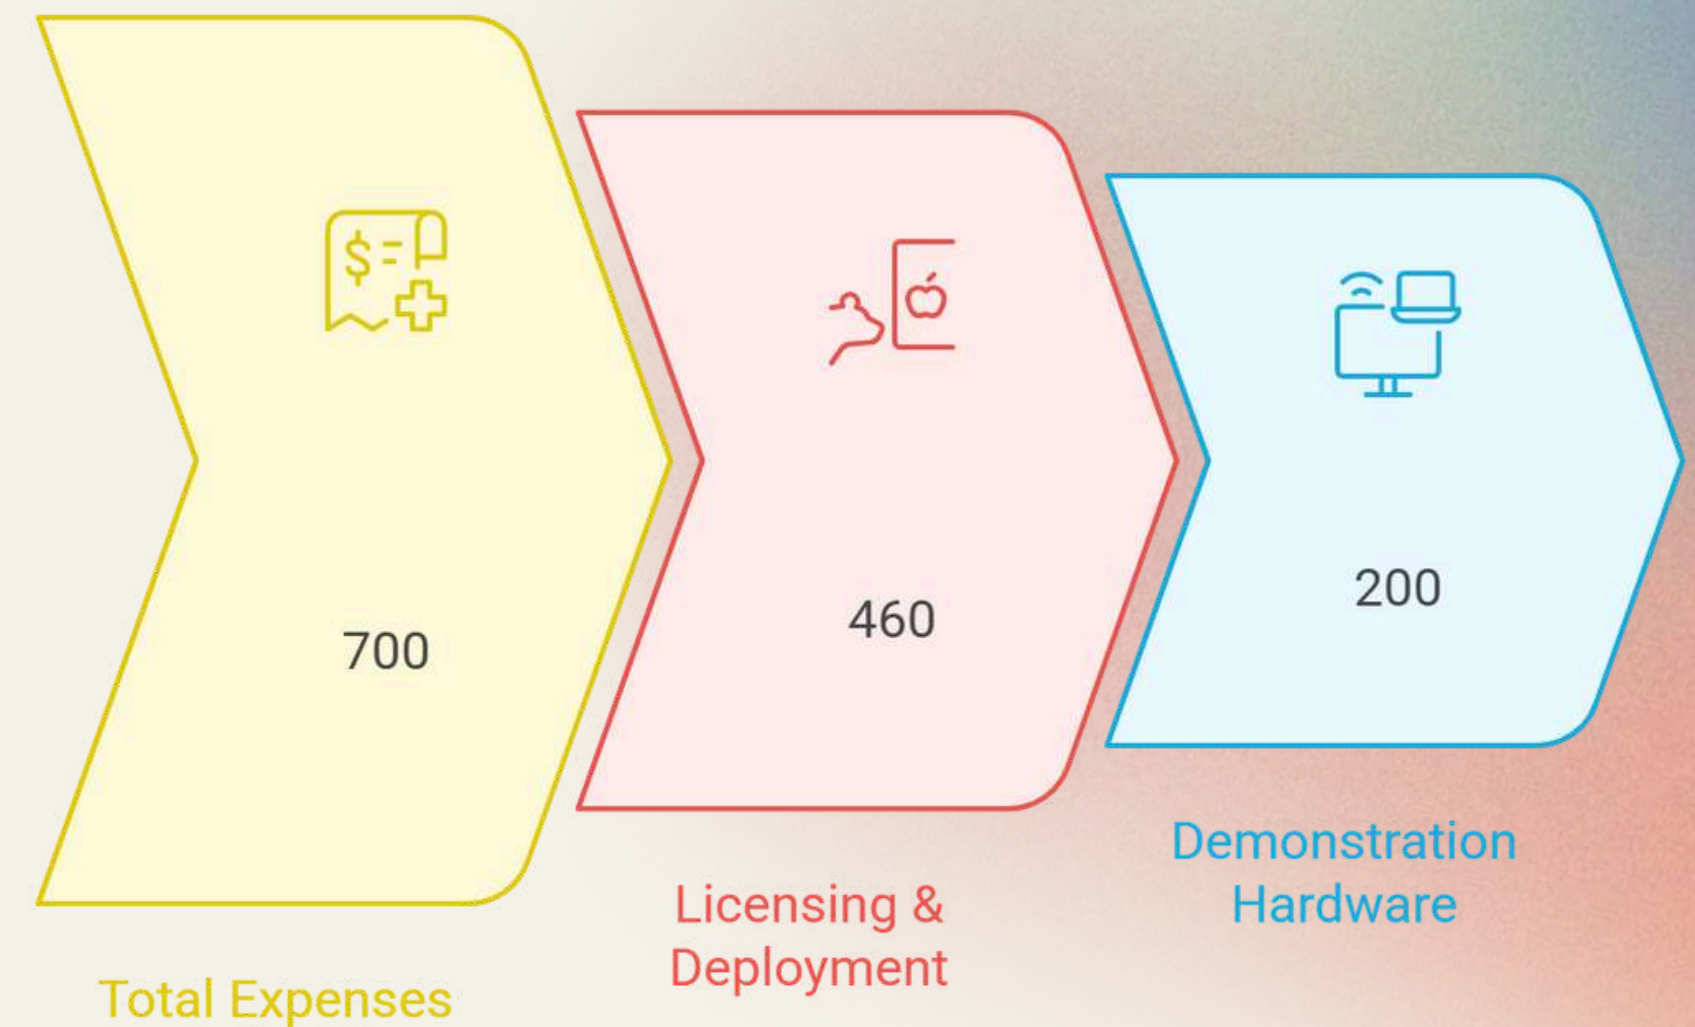 700
Total Expenses
460
Licensing &
Deployment
200
Demonstration
Hardware